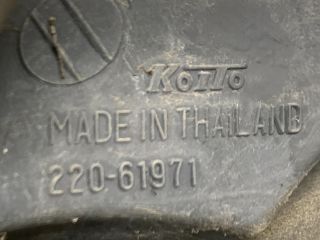 KOITO
MADE IN THAILAND
220-61971